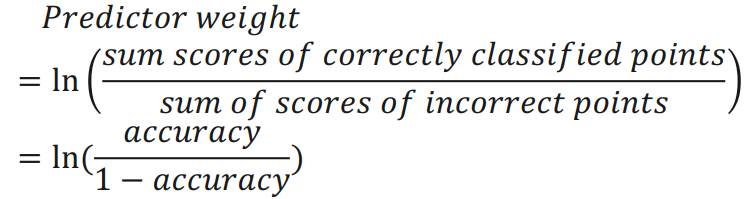 Predictor weight
= ln(sum scores of correctly classified points / sum of scores of incorrect points)
= ln(accuracy / 1 − accuracy)